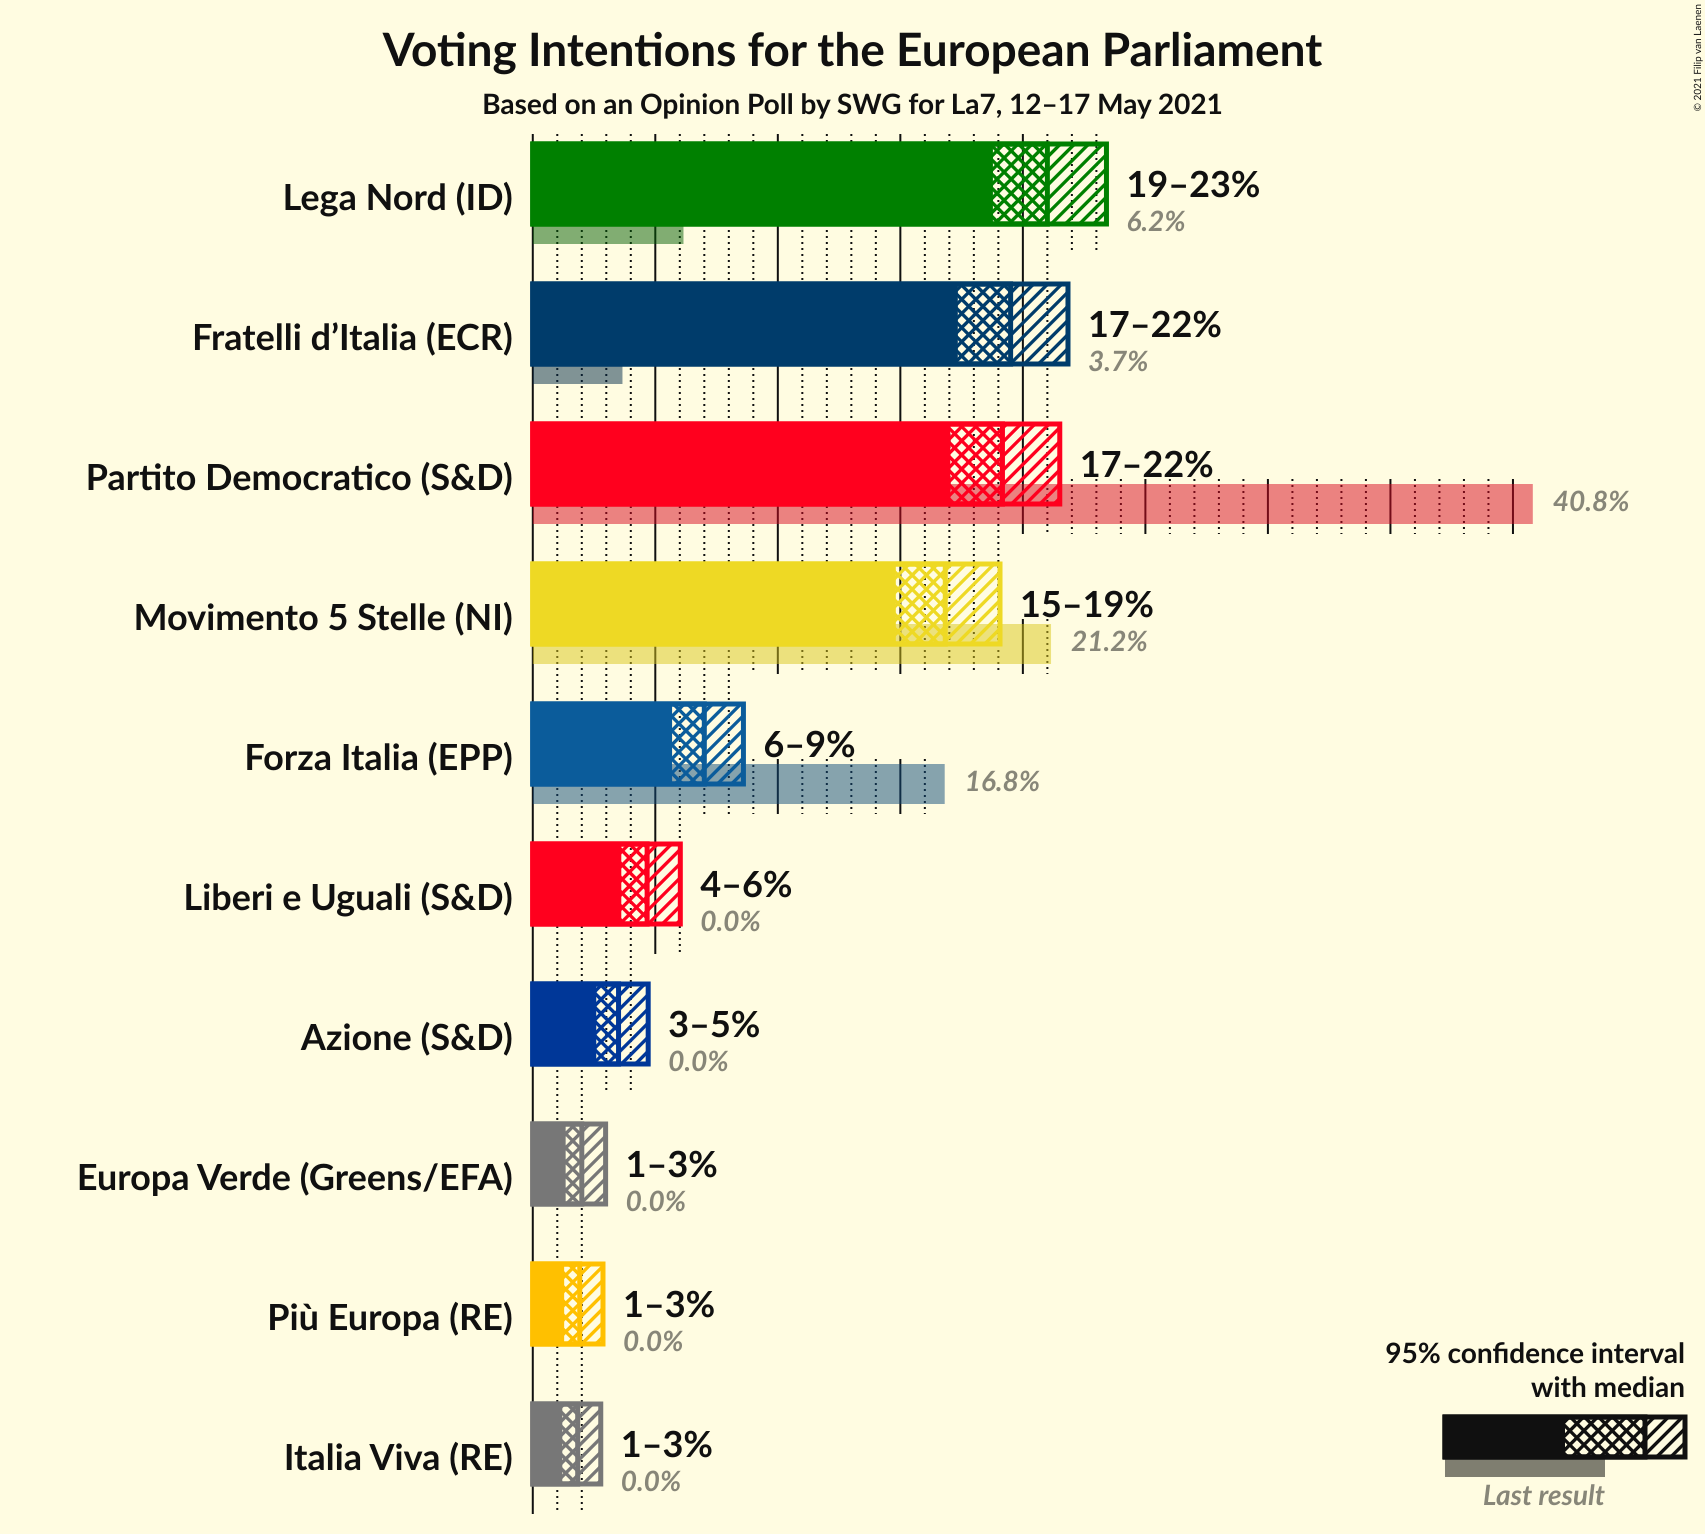 Voting Intentions for the European Parliament
Based on an Opinion Poll by SWG for La7, 12–17 May 2021
© 2021 Filip van Laenen
Lega Nord (ID)
19–23%
6.2%
Fratelli d’Italia (ECR)
17–22%
3.7%
Partito Democratico (S&D)
17–22%
40.8%
Movimento 5 Stelle (NI)
15–19%
21.2%
Forza Italia (EPP)
6–9%
16.8%
Liberi e Uguali (S&D)
4–6%
0.0%
Azione (S&D)
3–5%
0.0%
Europa Verde (Greens/EFA)
1–3%
0.0%
Più Europa (RE)
1–3%
0.0%
Italia Viva (RE)
1–3%
0.0%
95% confidence interval
with median
Last result